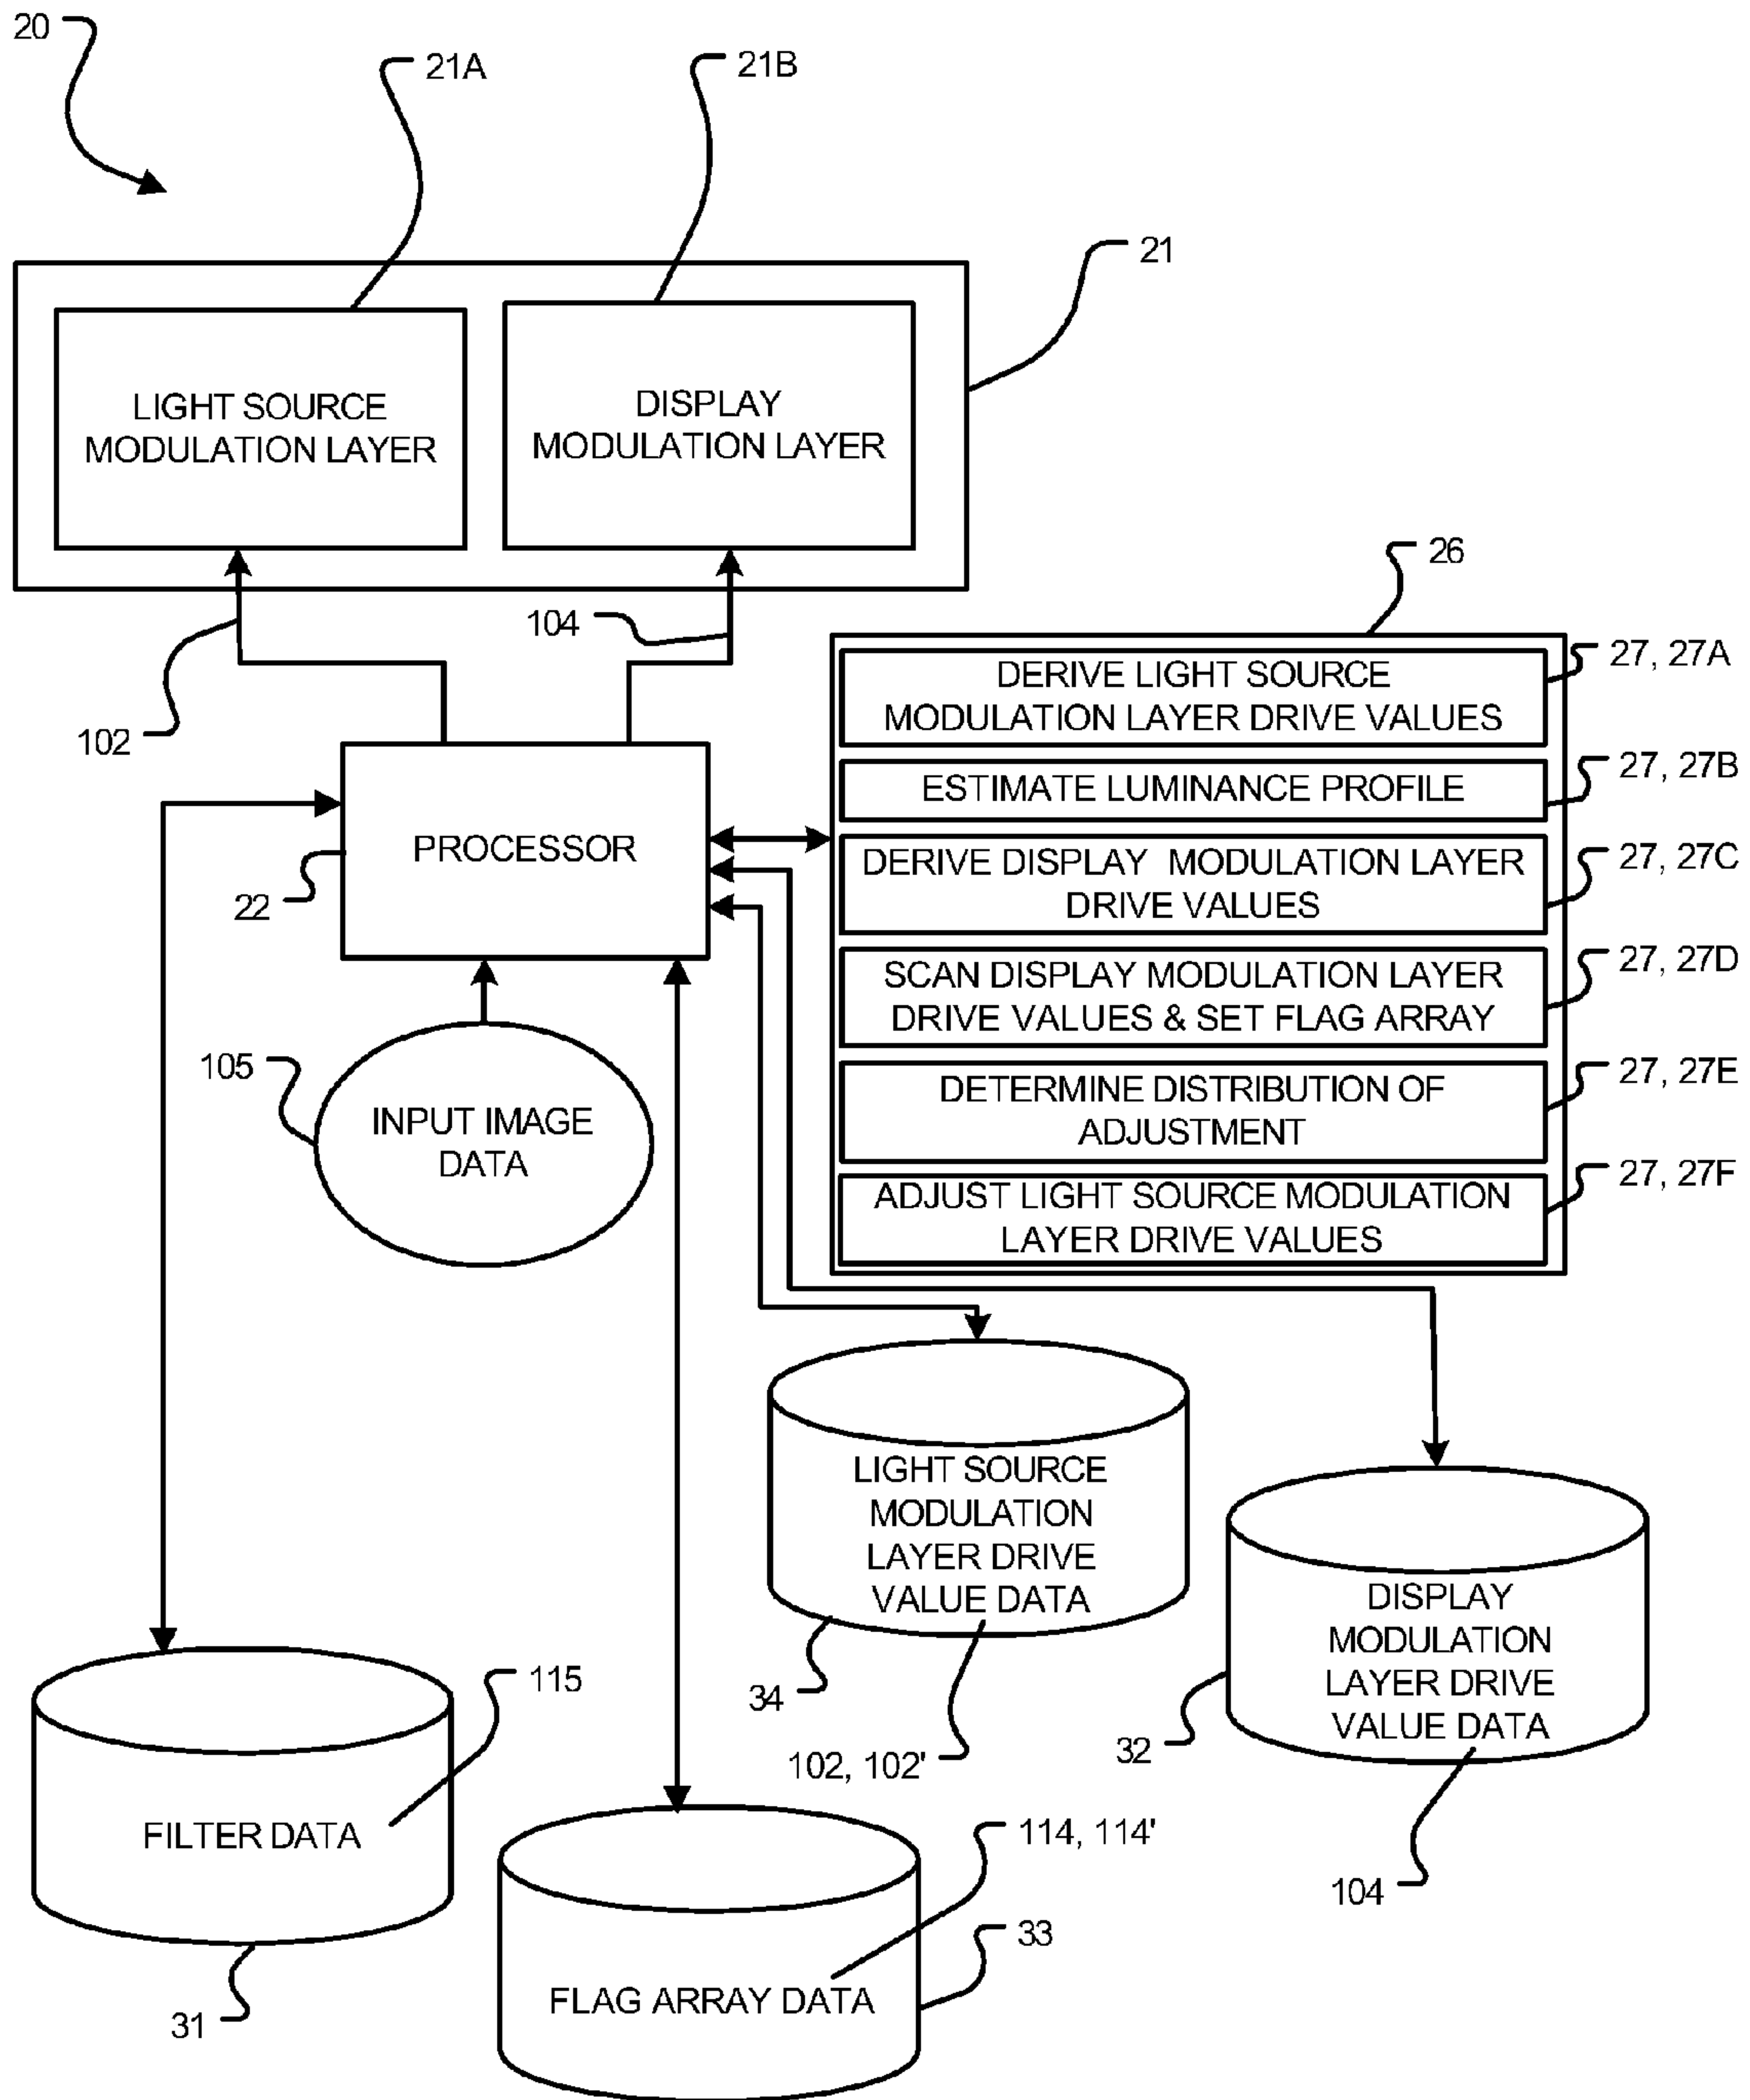 20
21A
21B
21
LIGHT SOURCE
MODULATION LAYER
DISPLAY
MODULATION LAYER
26
102
104
27, 27A
DERIVE LIGHT SOURCE
MODULATION LAYER DRIVE VALUES
27, 27B
ESTIMATE LUMINANCE PROFILE
PROCESSOR
22
27, 27C
DERIVE DISPLAY MODULATION LAYER
DRIVE VALUES
27, 27D
SCAN DISPLAY MODULATION LAYER
DRIVE VALUES & SET FLAG ARRAY
105
INPUT IMAGE
DATA
27, 27E
DETERMINE DISTRIBUTION OF
ADJUSTMENT
27, 27F
ADJUST LIGHT SOURCE MODULATION
LAYER DRIVE VALUES
LIGHT SOURCE
MODULATION
LAYER DRIVE
VALUE DATA
34
102, 102'
DISPLAY
MODULATION
LAYER DRIVE
VALUE DATA
32
104
115
FILTER DATA
31
114, 114'
33
FLAG ARRAY DATA